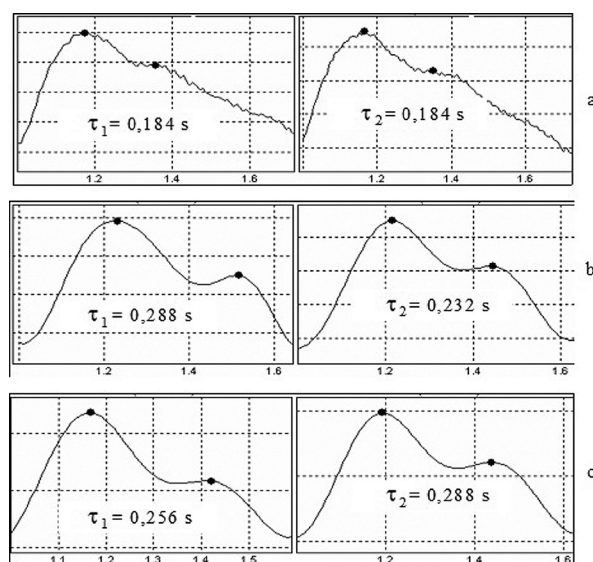 τ1 = 0,184 s
τ2 = 0,184 s
a
1.2 1.4 1.6 1.2 1.4 1.6
τ1 = 0,288 s
τ2 = 0,232 s
b
1.2 1.4 1.6 1.2 1.4 1.6
τ1 = 0,256 s
τ2 = 0,288 s
c
1.1 1.2 1.3 1.4 1.5 1.2 1.4 1.6